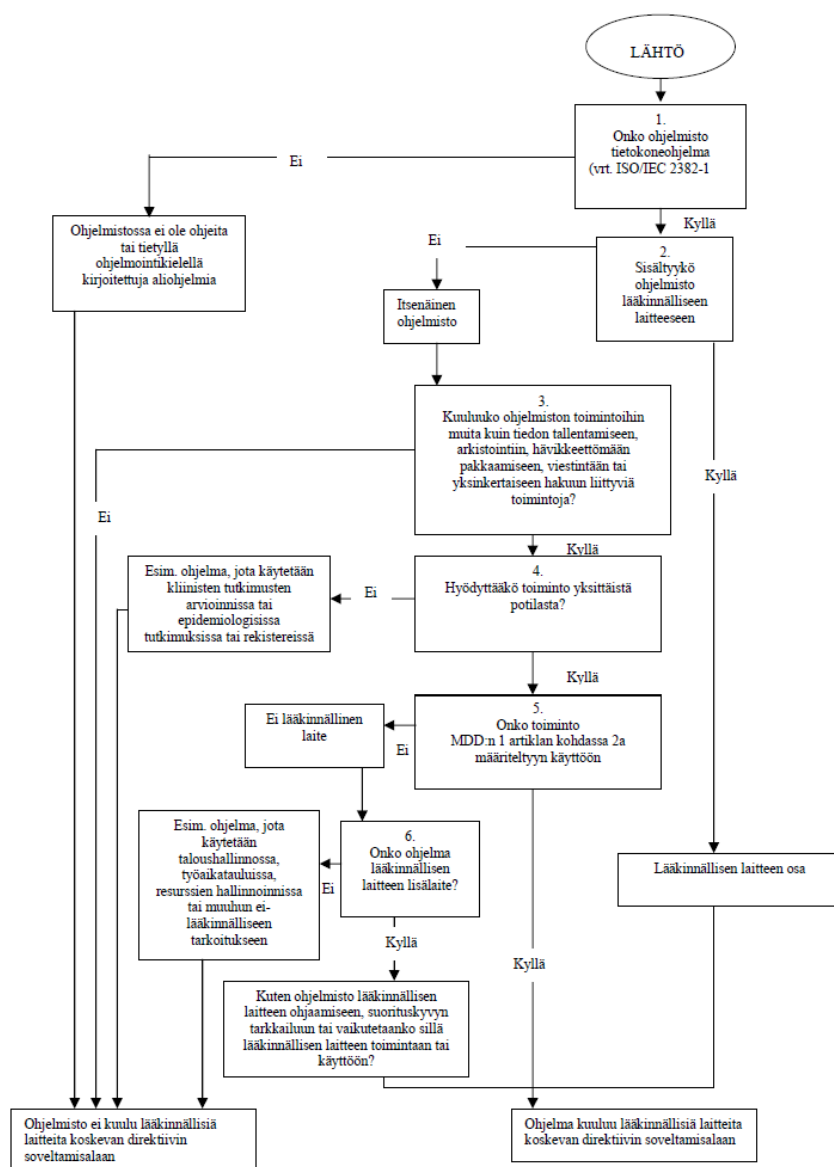 LÄHTÖ
1.
Onko ohjelmisto
tietokoneohjelma
(vrt. ISO/IEC 2382-1
Ei
Kyllä
Ohjelmistossa ei ole ohjeita
tai tietyllä
ohjelmointikielellä
kirjoitettuja aliohjelmia
Ei
2.
Sisältyykö
ohjelmisto
lääkinnälliseen
laitteeseen
Itsenäinen
ohjelmisto
3.
Kuuluuko ohjelmiston toimintoihin
muita kuin tiedon tallentamiseen,
arkistointiin, hävikkeettömään
pakkaamiseen, viestintään tai
yksinkertaiseen hakuun liittyviä
toimintoja?
Kyllä
Ei
Kyllä
Esim. ohjelma, jota käytetään
kliinisten tutkimusten
arvioinnissa tai
epidemiologisissa
tutkimuksissa tai rekistereissä
Ei
4.
Hyödyttääkö toiminto yksittäistä
potilasta?
Kyllä
Ei lääkinnällinen
laite
Ei
5.
Onko toiminto
MDD:n 1 artiklan kohdassa 2a
määriteltyyn käyttöön
Esim. ohjelma, jota
käytetään
taloushallinnossa,
työaikatauluissa,
resurssien hallinnoinnissa
tai muuhun ei-
lääkinnälliseen
tarkoitukseen
Ei
6.
Onko ohjelma
lääkinnällisen
laitteen lisälaite?
Lääkinnällisen laitteen osa
Kyllä
Kyllä
Kuten ohjelmisto lääkinnällisen
laitteen ohjaamiseen, suorituskyvyn
tarkkailuun tai vaikutetaanko sillä
lääkinnällisen laitteen toimintaan tai
käyttöön?
Ohjelmisto ei kuulu lääkinnällisiä
laitteita koskevan direktiivin
soveltamisalaan
Ohjelma kuuluu lääkinnällisiä laitteita
koskevan direktiivin soveltamisalaan